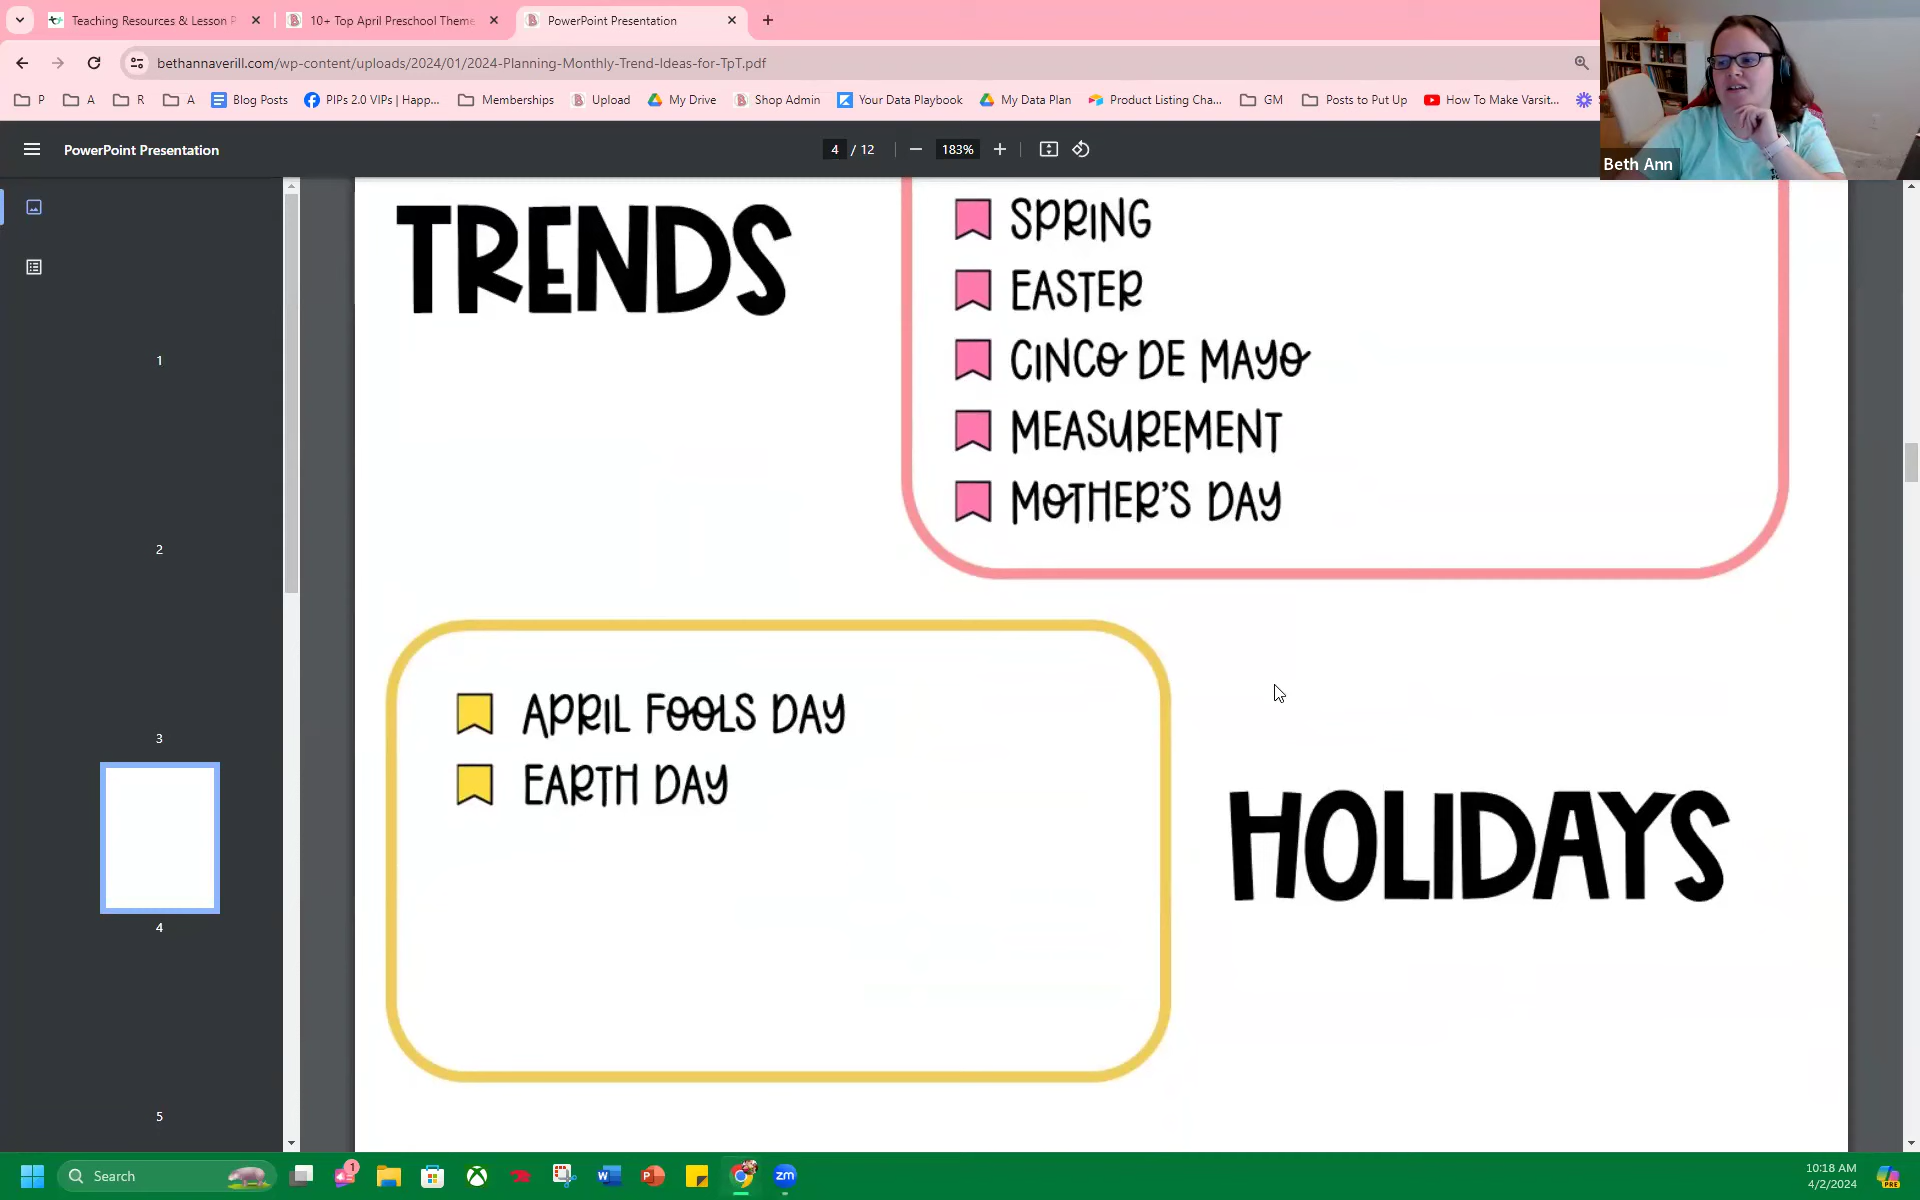 Teaching Resources & Lesson P
10+ Top April Preschool Theme
PowerPoint Presentation
bethannaverill.com/wp-content/uploads/2024/01/2024-Planning-Monthly-Trend-Ideas-for-TpT.pdf
P
A
R
A
Blog Posts
PIPs 2.0 VIPs | Happ...
Memberships
Upload
My Drive
Shop Admin
Your Data Playbook
My Data Plan
Product Listing Cha...
GM
Posts to Put Up
How To Make Varsit...
Beth Ann
PowerPoint Presentation
4 / 12
183%
TRENDS
SPRING
EASTER
CINCO DE MAYO
MEASUREMENT
MOTHER'S DAY
APRIL FOOLS DAY
EARTH DAY
HOLIDAYS
1
2
3
4
5
Search
1
zm
10:18 AM
4/2/2024
PRE